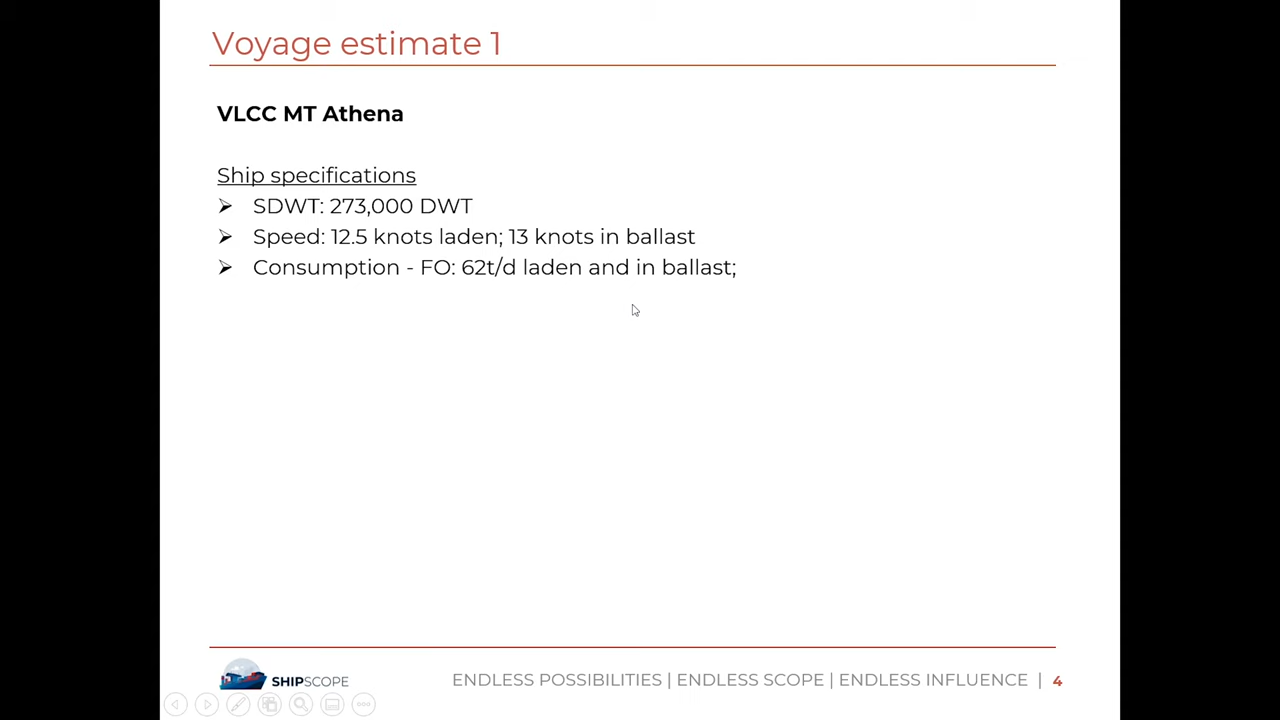 Voyage estimate 1
VLCC MT Athena
Ship specifications
➢ SDWT: 273,000 DWT
➢ Speed: 12.5 knots laden; 13 knots in ballast
➢ Consumption - FO: 62t/d laden and in ballast;
SHIPSCOPE
ENDLESS POSSIBILITIES | ENDLESS SCOPE | ENDLESS INFLUENCE | 4